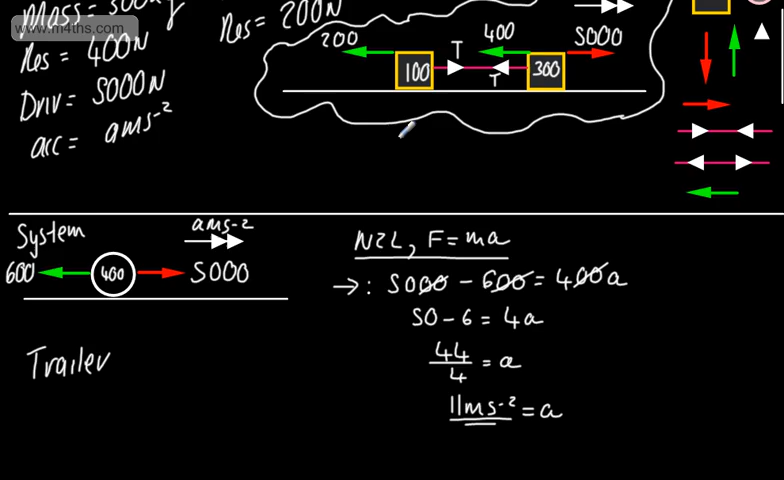 Mass = 300kg
www.m4ths.com
Res = 400N
Driv = 5000N
acc = ams-2
Res = 200N
200 T 400 5000
100 T 300
System
ams-2
600 400 5000
N2L, F=ma
→: 5000 - 600 = 400a
50 - 6 = 4a
44/4 = a
11ms-2 = a
Trailer